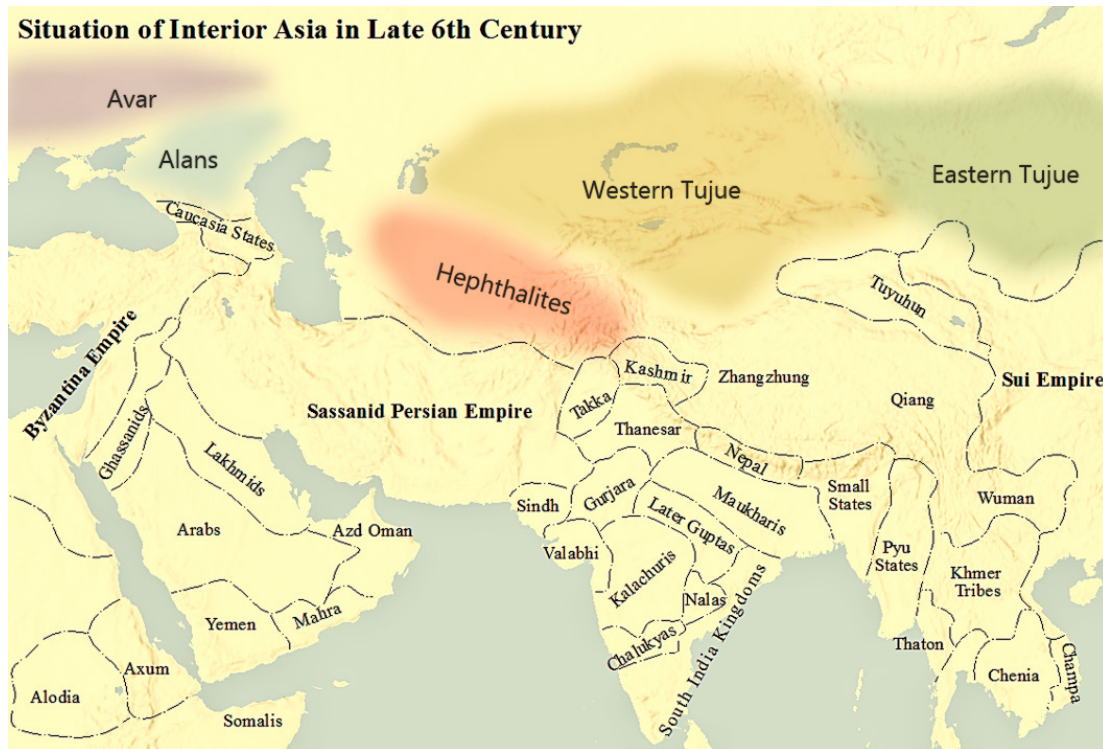 Situation of Interior Asia in Late 6th Century
Avar
Alans
Western Tujue
Eastern Tujue
Caucasia States
Hephthalites
Tuyuhun
Byzantina Empire
Kashmir
Zhangzhung
Sui Empire
Sassanid Persian Empire
Takka
Qiang
Ghassanids
Thanesar
Lakhmids
Nepal
Small
States
Wuman
Sindh
Gurjara
Maukharis
Arabs
Azd Oman
Later Guptas
Valabhi
Pyu
States
Kalachuris
Khmer
Tribes
Nalas
Yemen
Mahra
Chalukyas
South India Kingdoms
Thaton
Champa
Axum
Alodia
Chenia
Somalis